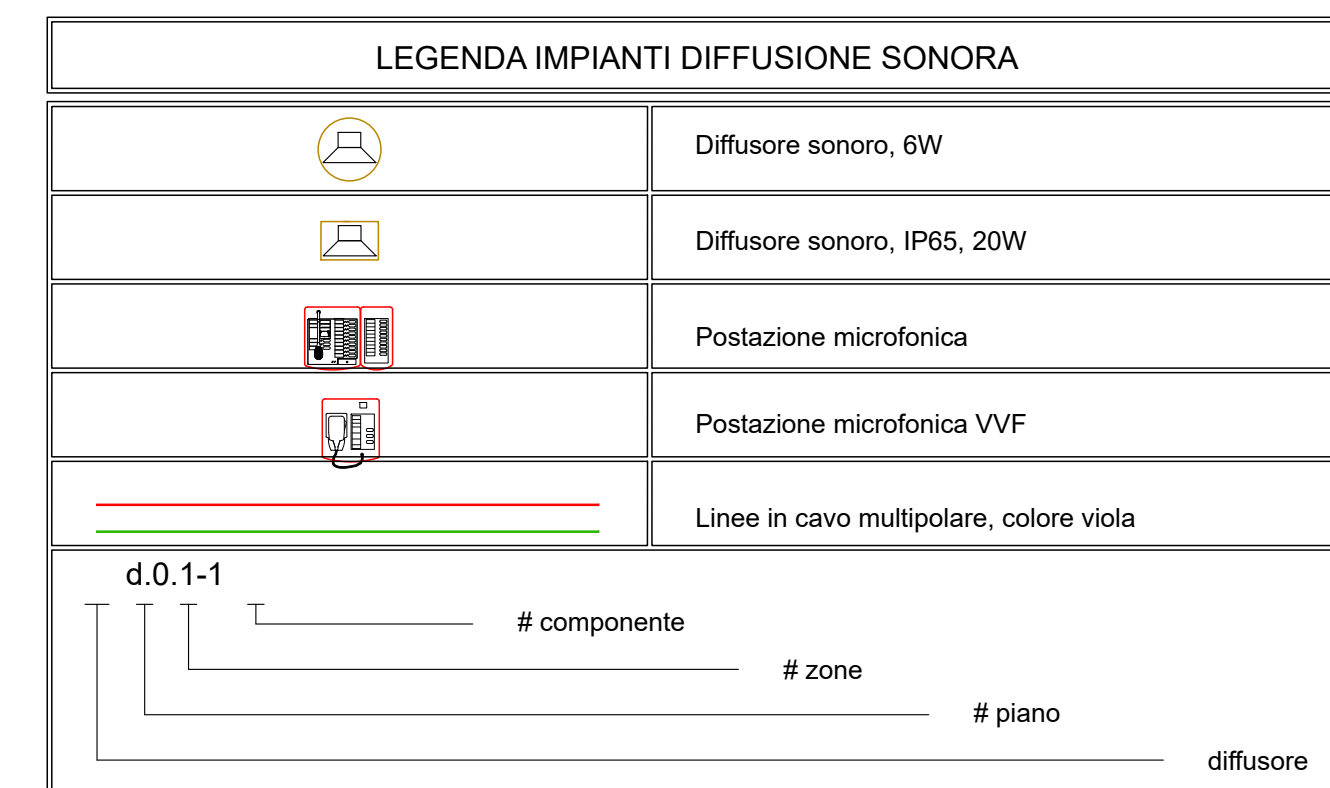 LEGENDA IMPIANTI DIFFUSIONE SONORA
Diffusore sonoro, 6W
Diffusore sonoro, IP65, 20W
Postazione microfonica
Postazione microfonica VVF
Linee in cavo multipolare, colore viola
d.0.1-1
# componente
# zone
# piano
diffusore